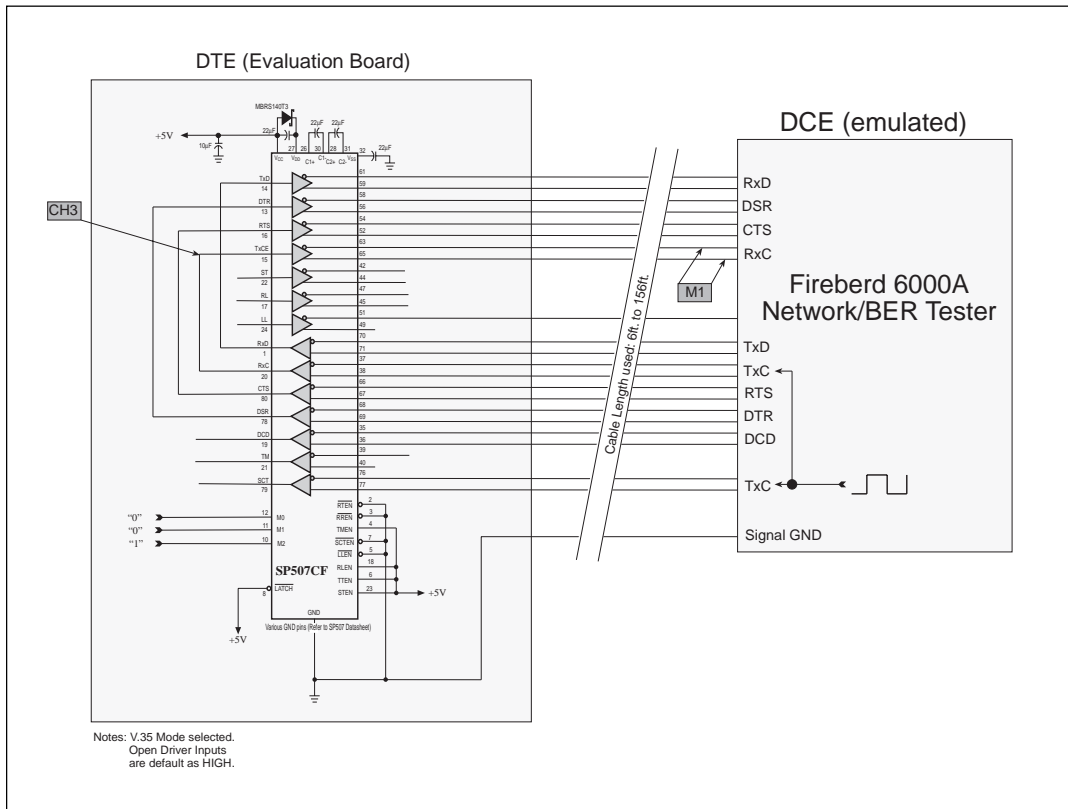 DTE (Evaluation Board)
MBRS140T3
+5V
10µF
22µF
22µF
22µF
22µF
27
26
30
28
31
32
VCC
VDD
C1+
C1-
C2+
C2-
VSS
TxD
14
61
59
DTR
13
58
56
RTS
16
54
52
TxCE
15
63
65
ST
22
42
44
RL
17
47
45
LL
24
51
49
RxD
1
70
71
RxC
20
37
38
CTS
80
66
67
DSR
78
68
69
DCD
19
35
36
TM
21
39
40
SCT
79
76
77
CH3
"0"
12
M0
"0"
11
M1
"1"
10
M2
RTEN
2
RREN
3
TMEN
4
SCTEN
7
LLEN
5
RLEN
18
TTEN
6
STEN
23
+5V
SP507CF
LATCH
8
+5V
GND
Various GND pins (Refer to SP507 Datasheet)
Notes: V.35 Mode selected.
Open Driver Inputs
are default as HIGH.
Cable Length used: 6ft. to 156ft.
M1
DCE (emulated)
RxD
DSR
CTS
RxC
Fireberd 6000A
Network/BER Tester
TxD
TxC
RTS
DTR
DCD
TxC
Signal GND